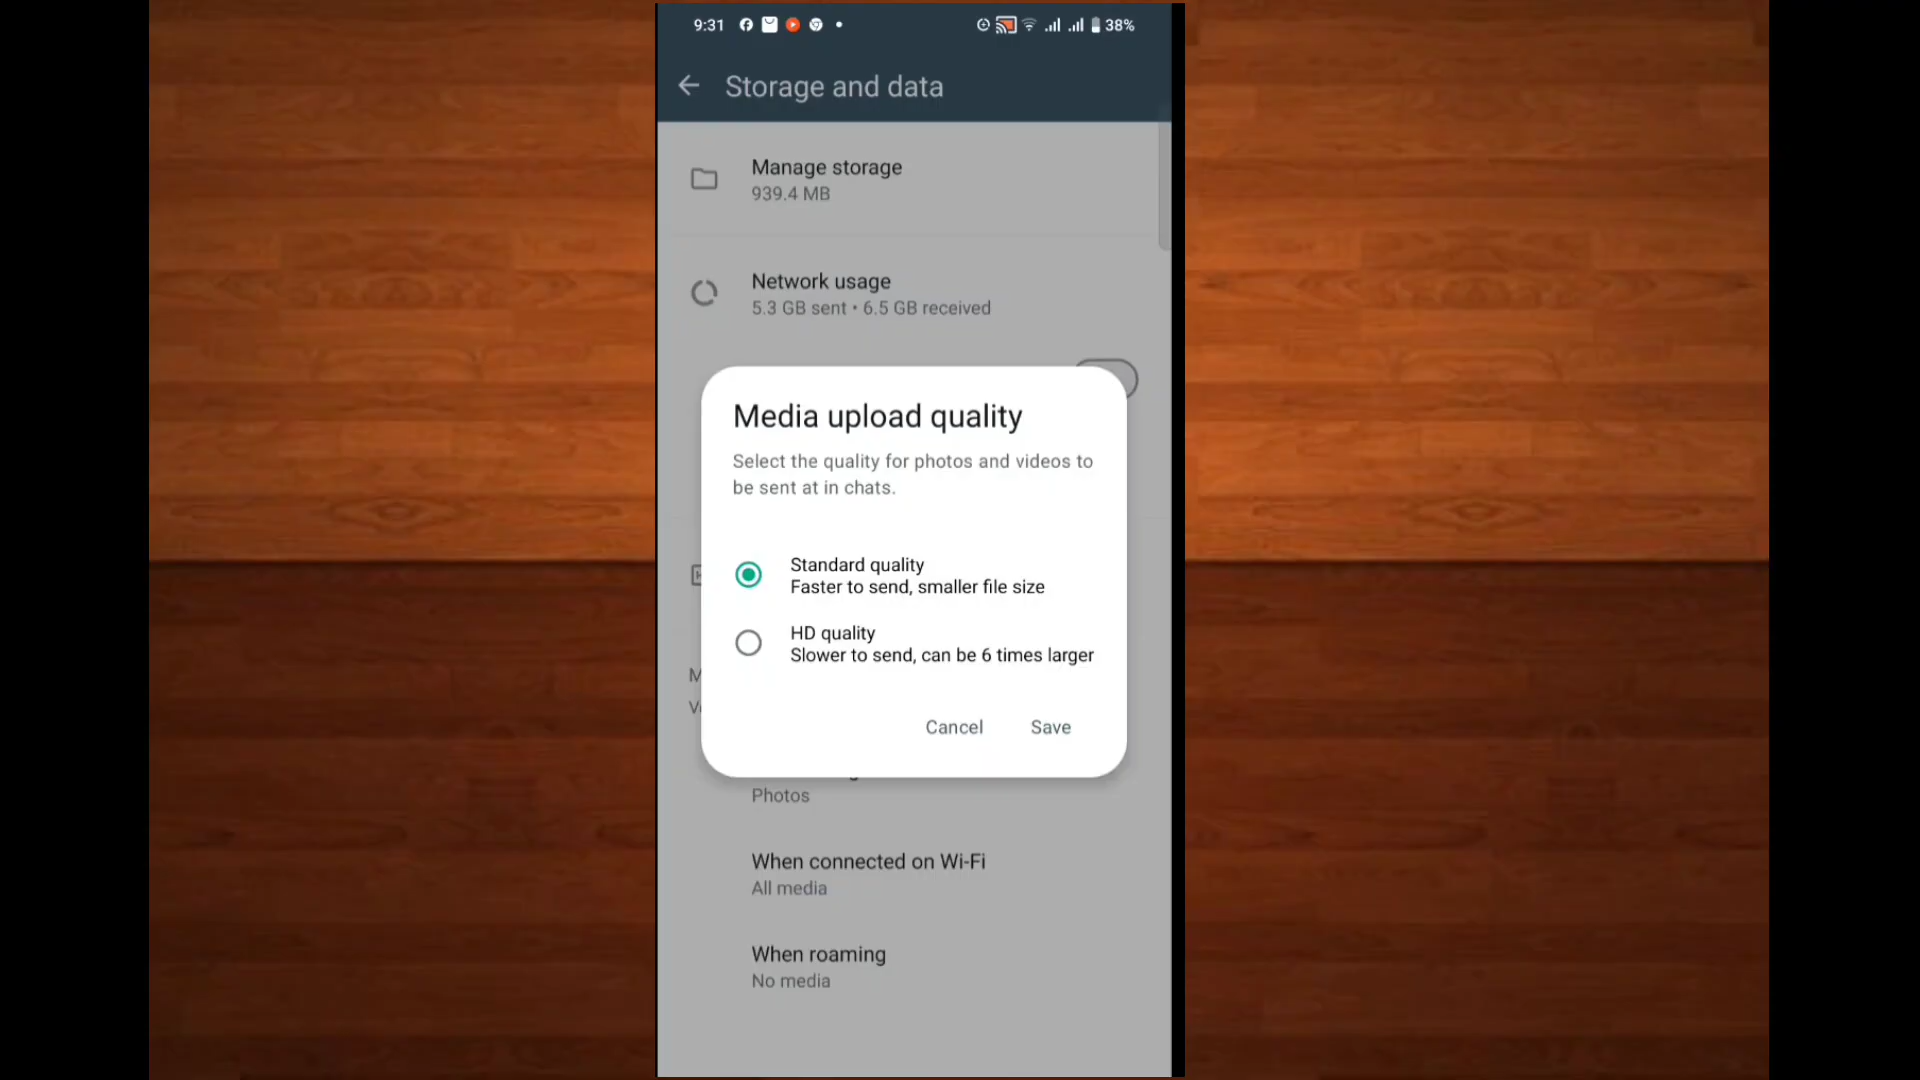 9:31
38%
Storage and data
Manage storage
939.4 MB
Network usage
5.3 GB sent • 6.5 GB received
Media upload quality
Select the quality for photos and videos to
be sent at in chats.
Standard quality
Faster to send, smaller file size
HD quality
Slower to send, can be 6 times larger
Cancel Save
Photos
When connected on Wi-Fi
All media
When roaming
No media